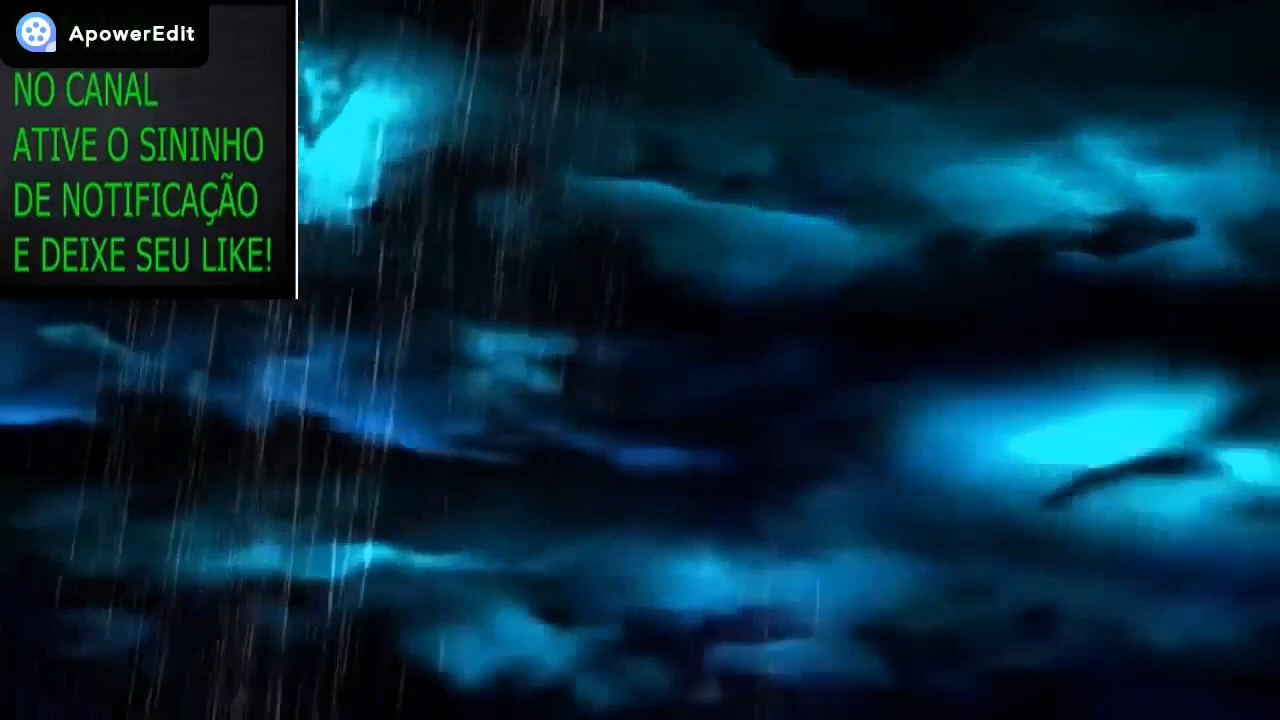 ApowerEdit
NO CANAL
ATIVE O SININHO
DE NOTIFICAÇÃO
E DEIXE SEU LIKE!